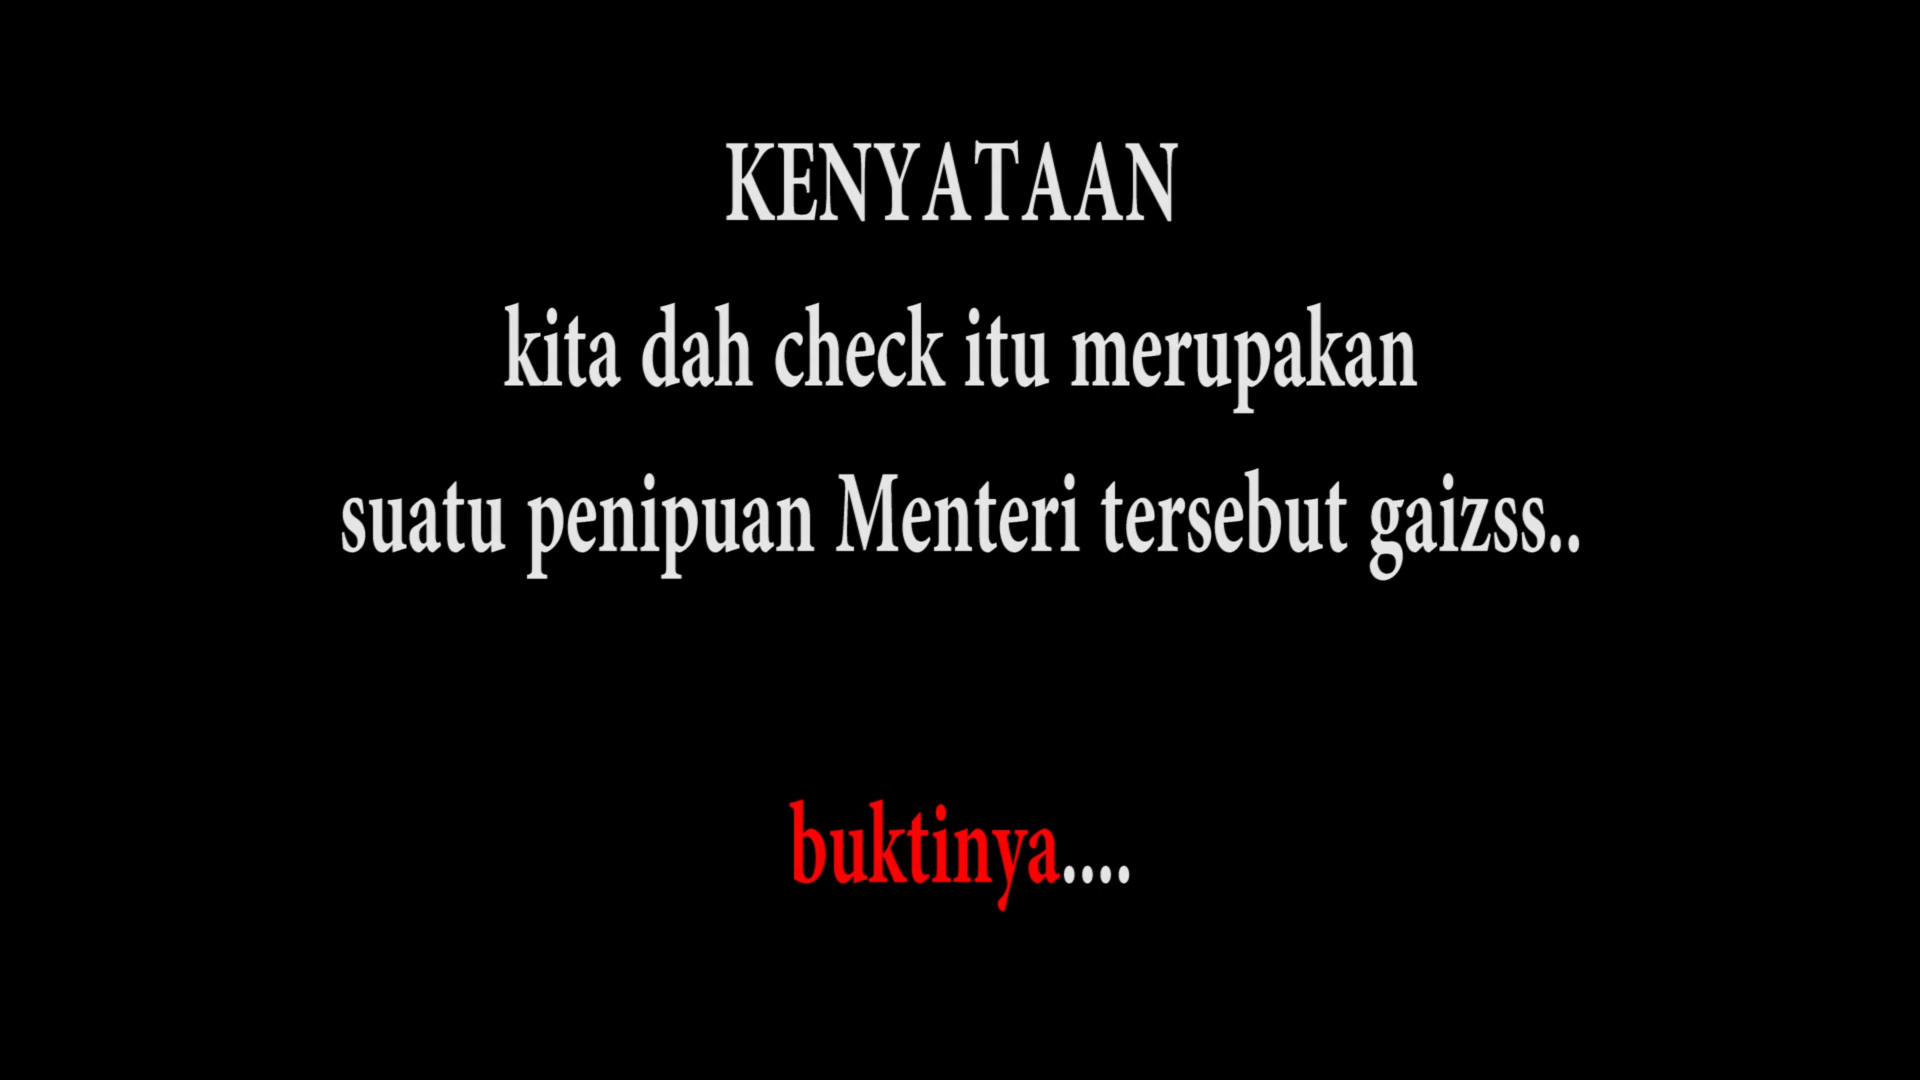 KENYATAAN
kita dah check itu merupakan
suatu penipuan Menteri tersebut gaizss..
buktinya....